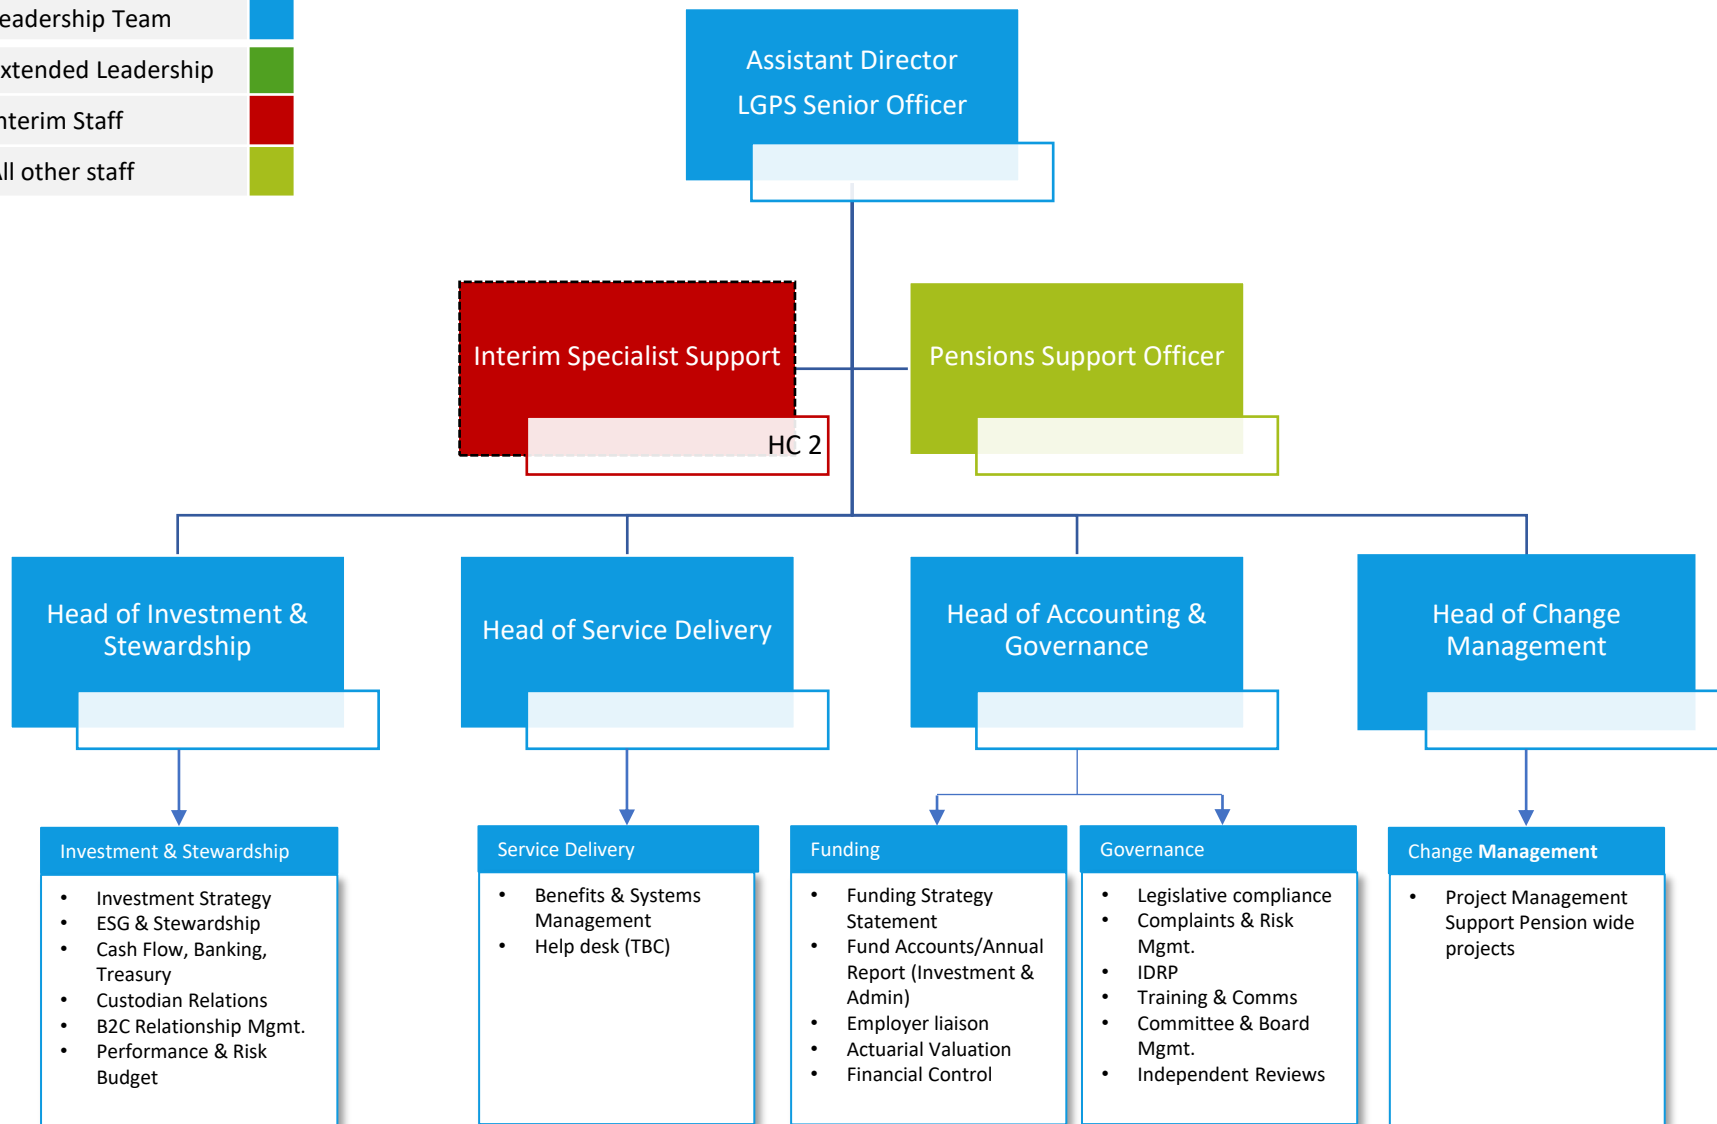 eadership Team
xtended Leadership
nterim Staff
All other staff
Assistant Director
LGPS Senior Officer
Interim Specialist Support
HC 2
Pensions Support Officer
Head of Investment &
Stewardship
Head of Service Delivery
Head of Accounting &
Governance
Head of Change
Management
Investment & Stewardship
• Investment Strategy
• ESG & Stewardship
• Cash Flow, Banking,
Treasury
• Custodian Relations
• B2C Relationship Mgmt.
• Performance & Risk
Budget
Service Delivery
• Benefits & Systems
Management
• Help desk (TBC)
Funding
• Funding Strategy
Statement
• Fund Accounts/Annual
Report (Investment &
Admin)
• Employer liaison
• Actuarial Valuation
• Financial Control
Governance
• Legislative compliance
• Complaints & Risk
Mgmt.
• IDRP
• Training & Comms
• Committee & Board
Mgmt.
• Independent Reviews
Change Management
• Project Management
Support Pension wide
projects